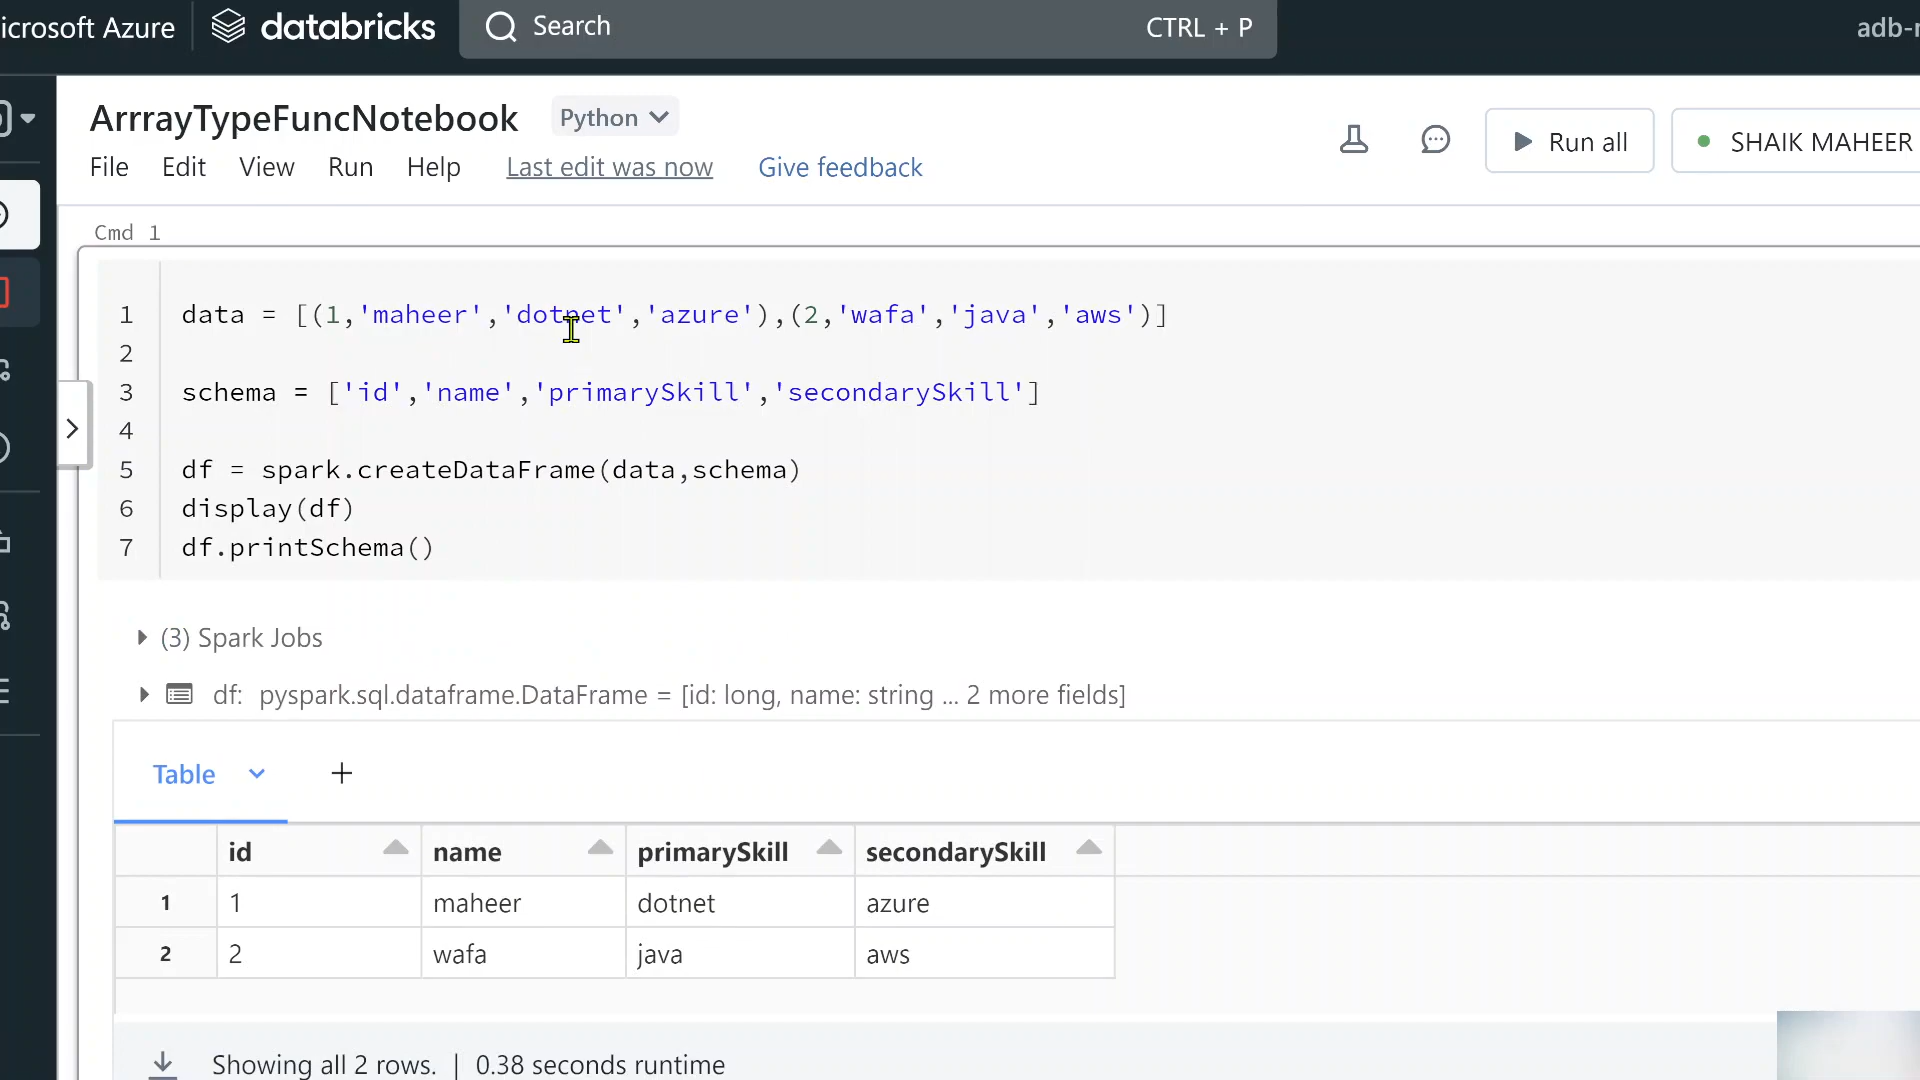 icrosoft Azure databricks Search CTRL + P
ArrrayTypeFuncNotebook Python
File Edit View Run Help Last edit was now Give feedback Run all SHAIK MAHEER
Cmd 1
1 data = [(1,'maheer','dotnet','azure'),(2,'wafa','java','aws')]
2
3 schema = ['id','name','primarySkill','secondarySkill']
4
5 df = spark.createDataFrame(data,schema)
6 display(df)
7 df.printSchema()
(3) Spark Jobs
df: pyspark.sql.dataframe.DataFrame = [id: long, name: string ... 2 more fields]
Table +
id name primarySkill secondarySkill
1 1 maheer dotnet azure
2 2 wafa java aws
Showing all 2 rows. | 0.38 seconds runtime